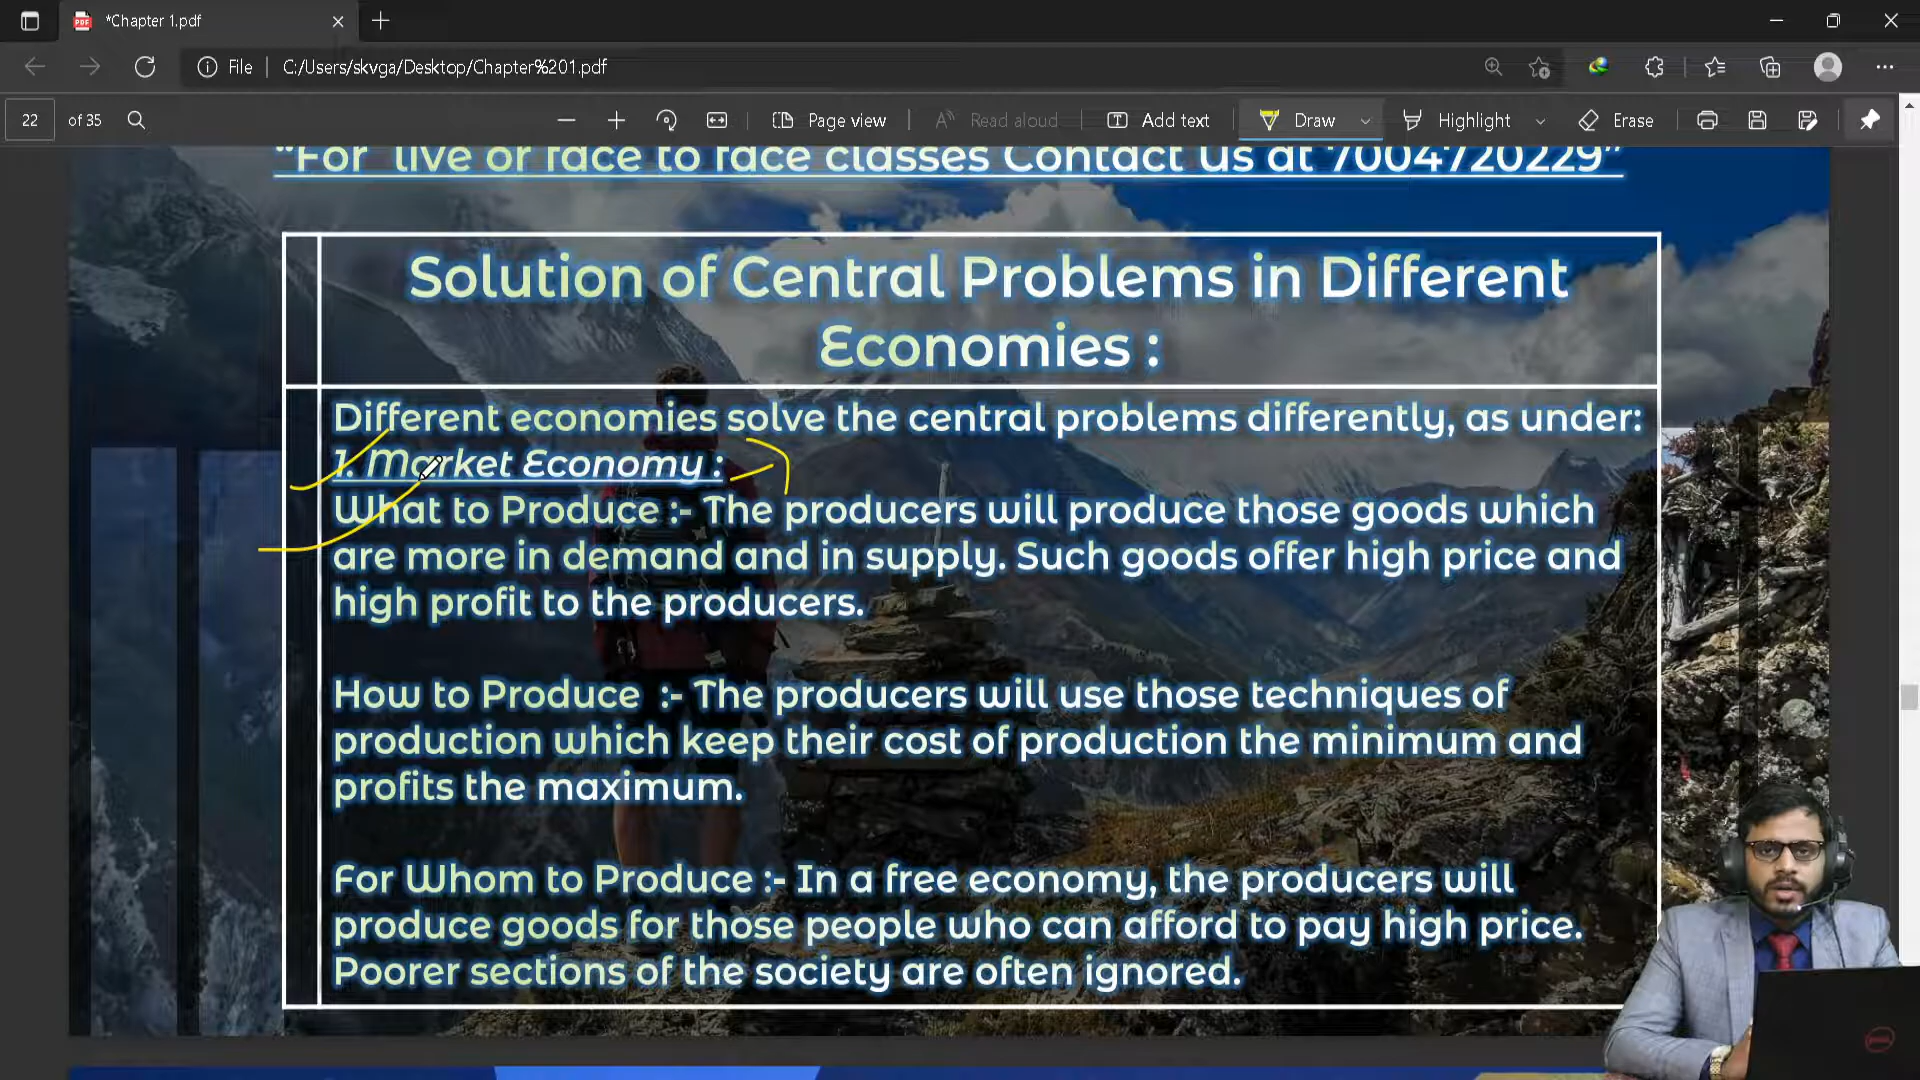 *Chapter 1.pdf
File C:/Users/skvga/Desktop/Chapter%201.pdf
22 of 35 Page view Read aloud Add text Draw Highlight Erase
"For live or face to face classes Contact us at 7004720229"
Solution of Central Problems in Different
Economies :
Different economies solve the central problems differently, as under:
1. Market Economy :
What to Produce :- The producers will produce those goods which
are more in demand and in supply. Such goods offer high price and
high profit to the producers.
How to Produce :- The producers will use those techniques of
production which keep their cost of production the minimum and
profits the maximum.
For Whom to Produce :- In a free economy, the producers will
produce goods for those people who can afford to pay high price.
Poorer sections of the society are often ignored.